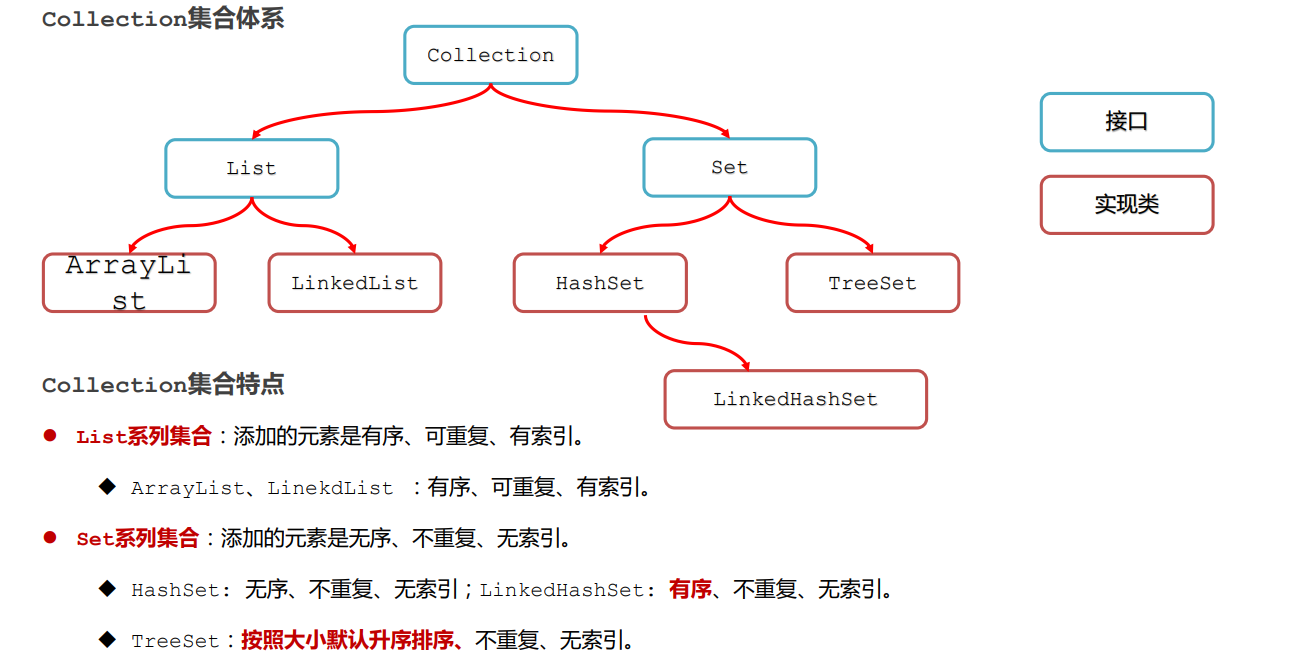 Collection集合体系
Collection
接口
List
Set
实现类
ArrayLi
st
LinkedList
HashSet
TreeSet
LinkedHashSet
Collection集合特点
List系列集合：添加的元素是有序、可重复、有索引。
ArrayList、LinekdList ：有序、可重复、有索引。
Set系列集合：添加的元素是无序、不重复、无索引。
HashSet: 无序、不重复、无索引；LinkedHashSet: 有序、不重复、无索引。
TreeSet：按照大小默认升序排序、不重复、无索引。